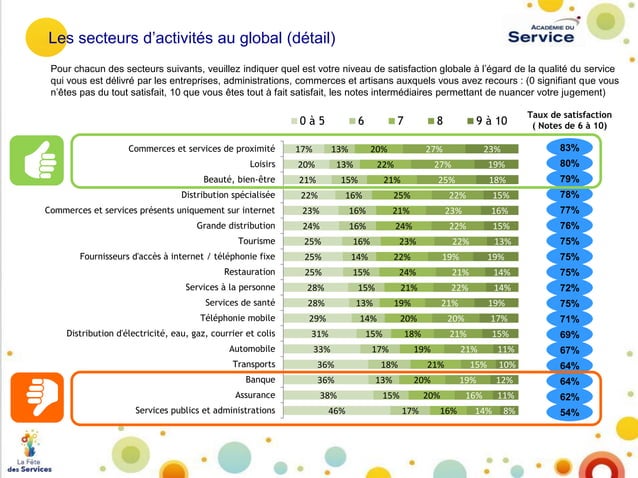 Les secteurs d'activités au global (détail)
ACADÉMIE DU
Service
Pour chacun des secteurs suivants, veuillez indiquer quel est votre niveau de satisfaction globale à l'égard de la qualité du service
qui vous est délivré par les entreprises, administrations, commerces et artisans auxquels vous avez recours : (0 signifiant que vous
n'êtes pas du tout satisfait, 10 que vous êtes tout à fait satisfait, les notes intermédiaires permettant de nuancer votre jugement)
Taux de satisfaction
( Notes de 6 à 10)
0 à 5 6 7 8 9 à 10
Commerces et services de proximité 17% 13% 20% 27% 23% 83%
Loisirs 20% 13% 22% 27% 19% 80%
Beauté, bien-être 21% 15% 21% 25% 18% 79%
Distribution spécialisée 22% 16% 25% 22% 15% 78%
Commerces et services présents uniquement sur internet 23% 16% 21% 23% 16% 77%
Grande distribution 24% 16% 24% 22% 15% 76%
Tourisme 25% 16% 23% 22% 13% 75%
Fournisseurs d'accès à internet / téléphonie fixe 25% 14% 22% 19% 19% 75%
Restauration 25% 15% 24% 21% 14% 75%
Services à la personne 28% 15% 21% 22% 14% 72%
Services de santé 28% 13% 19% 21% 19% 75%
Téléphonie mobile 29% 14% 20% 20% 17% 71%
Distribution d'électricité, eau, gaz, courrier et colis 31% 15% 18% 21% 15% 69%
Automobile 33% 17% 19% 21% 11% 67%
Transports 36% 18% 21% 15% 10% 64%
Banque 36% 13% 20% 19% 12% 64%
Assurance 38% 15% 20% 16% 11% 62%
Services publics et administrations 46% 17% 16% 14% 8% 54%
La Fête
des Services